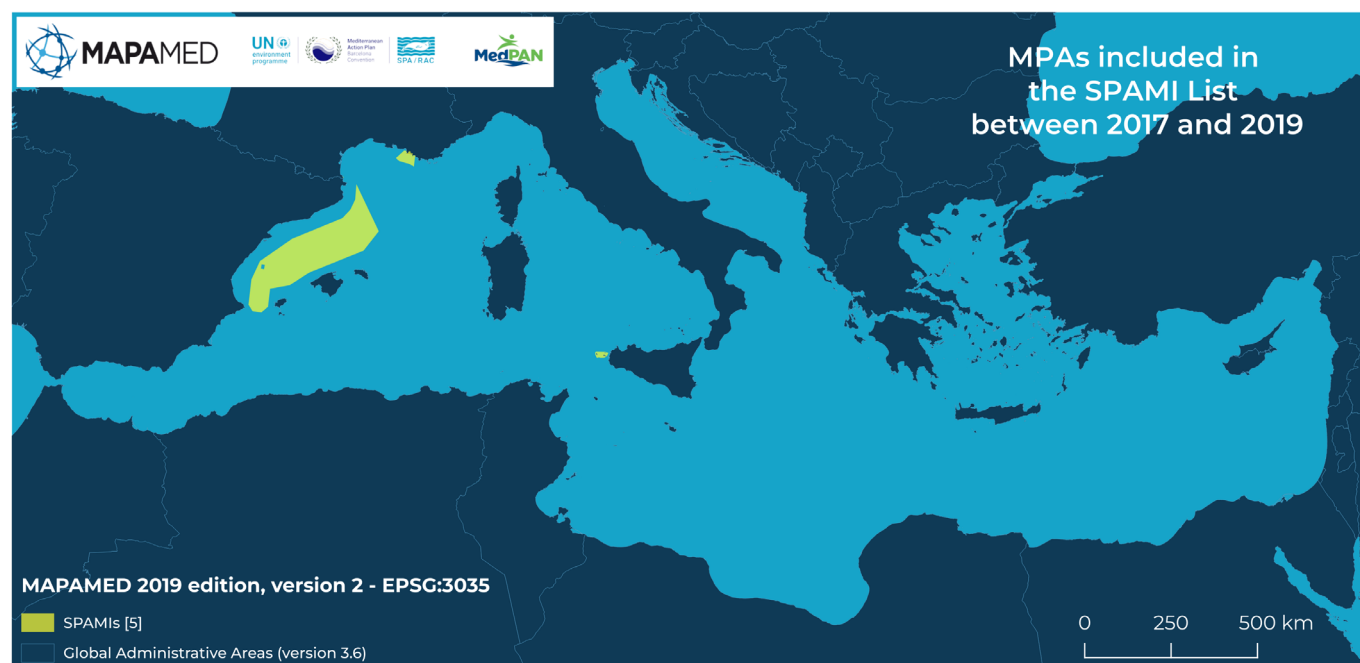 MAPAMED
UN
environment
programme
Mediterranean
Action Plan
Barcelona
Convention
SPA/RAC
MedPAN
MPAs included in
the SPAMI List
between 2017 and 2019
MAPAMED 2019 edition, version 2 - EPSG:3035
SPAMIs [5]
Global Administrative Areas (version 3.6)
0 250 500 km